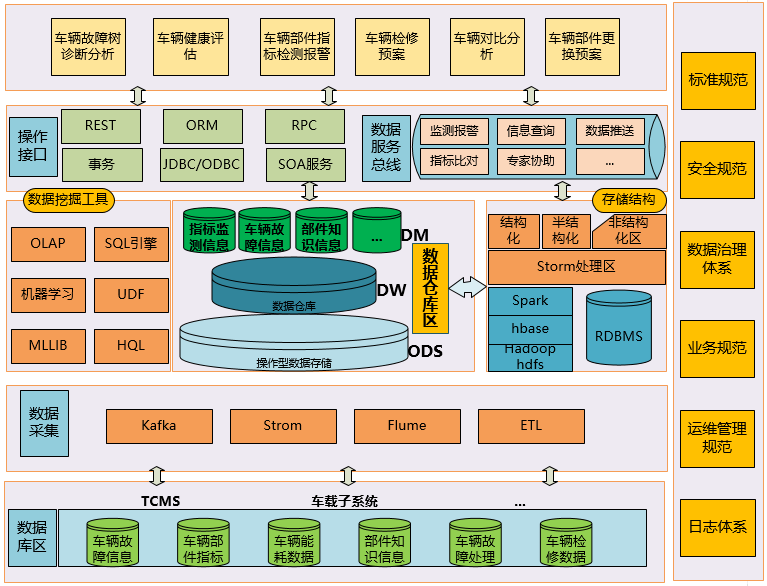 车辆故障树
诊断分析
车辆健康评
估
车辆部件指
标检测报警
车辆检修
预案
车辆对比分
析
车辆部件更
换预案
操作
接口
REST
ORM
RPC
事务
JDBC/ODBC
SOA服务
数据
服务
总线
监测报警
信息查询
数据推送
指标比对
专家协助
...
数据挖掘工具
OLAP
SQL引擎
机器学习
UDF
MLLIB
HQL
指标监
测信息
车辆故
障信息
部件知
识信息
...
DM
数据仓库
DW
操作型数据存储
ODS
数据仓库区
存储结构
结构
化
半结
构化
非结构
化区
Storm处理区
Spark
hbase
Hadoop
hdfs
RDBMS
数据
采集
Kafka
Strom
Flume
ETL
TCMS
车载子系统
...
数据
库区
车辆故
障信息
车辆部
件指标
车辆能
耗数据
部件知
识信息
车辆故
障处理
车辆检
修数据
标准规范
安全规范
数据治理
体系
业务规范
运维管理
规范
日志体系